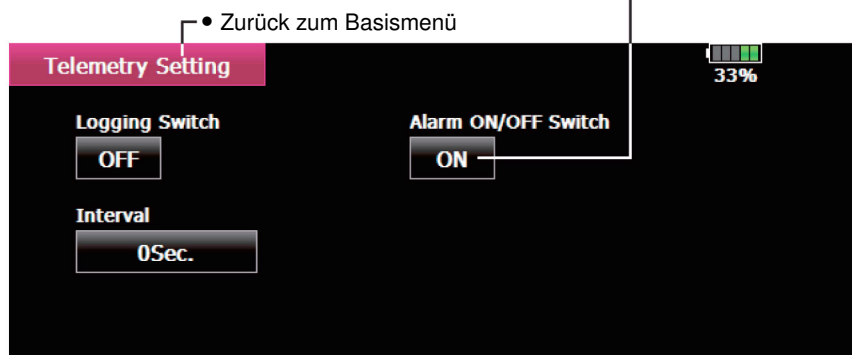 • Zurück zum Basismenü
Telemetry Setting
33%
Logging Switch
Alarm ON/OFF Switch
OFF
ON
Interval
0Sec.